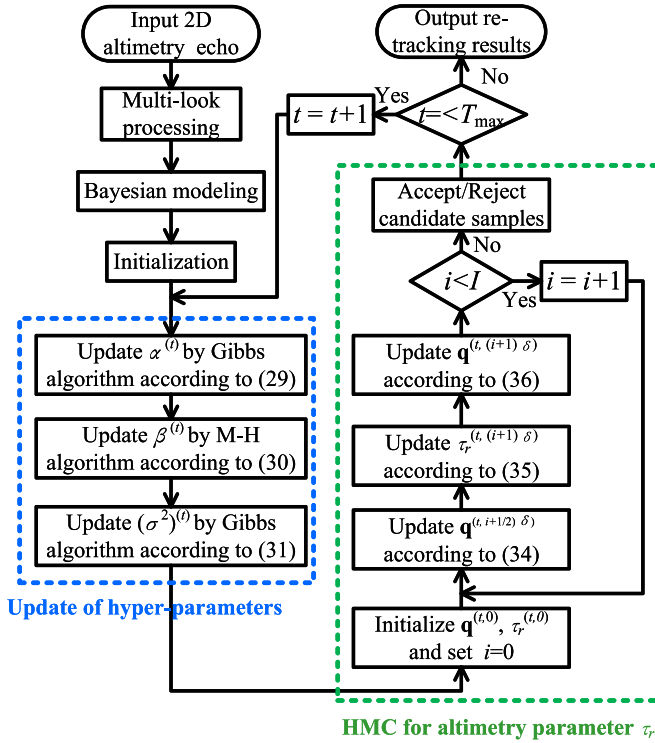 Input 2D
altimetry echo
Multi-look
processing
Bayesian modeling
Initialization
Update α^(t) by Gibbs
algorithm according to (29)
Update β^(t) by M-H
algorithm according to (30)
Update (σ²)^(t) by Gibbs
algorithm according to (31)
Update of hyper-parameters
Output re-
tracking results
No
Yes
t = t+1
t=<T_max
Accept/Reject
candidate samples
No
i<I
Yes
i = i+1
Update q^(t, (i+1) δ)
according to (36)
Update τ_r^(t, (i+1) δ)
according to (35)
Update q^(t, i+1/2) δ)
according to (34)
Initialize q^(t,0), τ_r^(t,0)
and set i=0
HMC for altimetry parameter τ_r